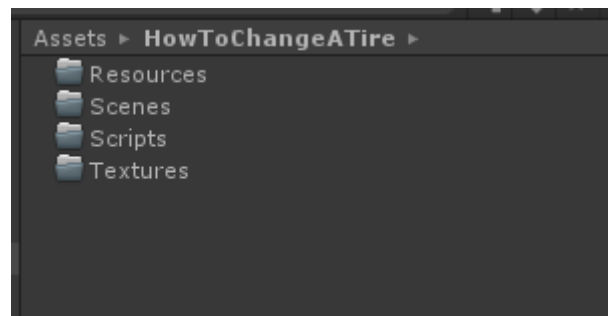 Assets ▸ HowToChangeATire ▸
Resources
Scenes
Scripts
Textures